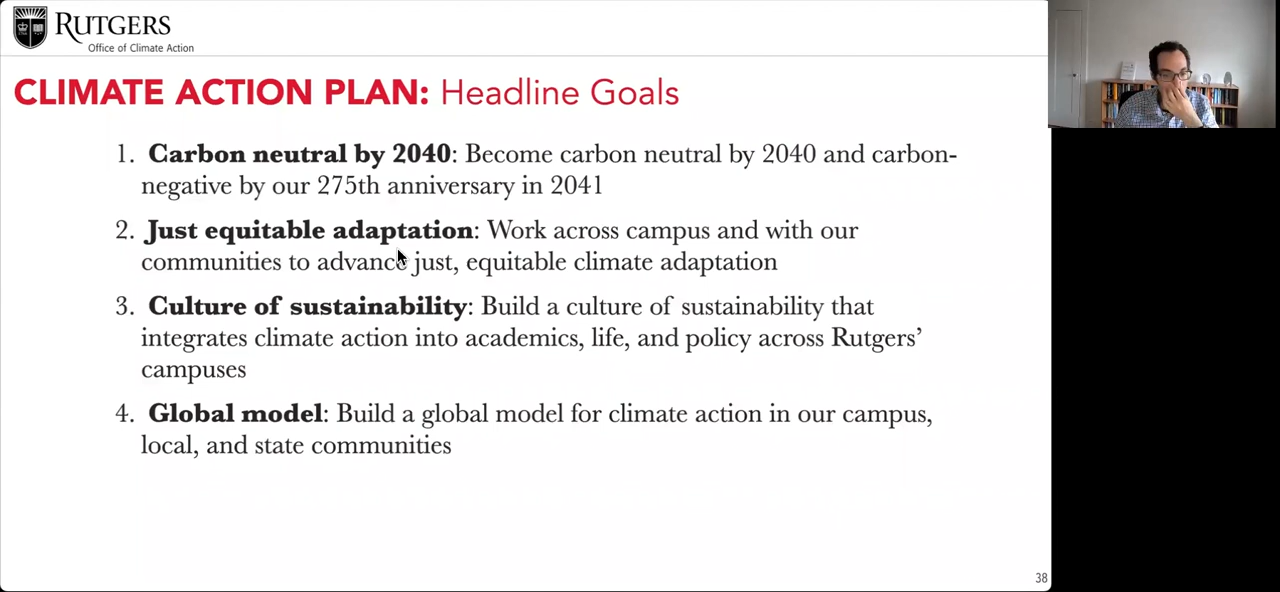 RUTGERS
Office of Climate Action
CLIMATE ACTION PLAN: Headline Goals
1. Carbon neutral by 2040: Become carbon neutral by 2040 and carbon-
negative by our 275th anniversary in 2041
2. Just equitable adaptation: Work across campus and with our
communities to advance just, equitable climate adaptation
3. Culture of sustainability: Build a culture of sustainability that
integrates climate action into academics, life, and policy across Rutgers’
campuses
4. Global model: Build a global model for climate action in our campus,
local, and state communities
38